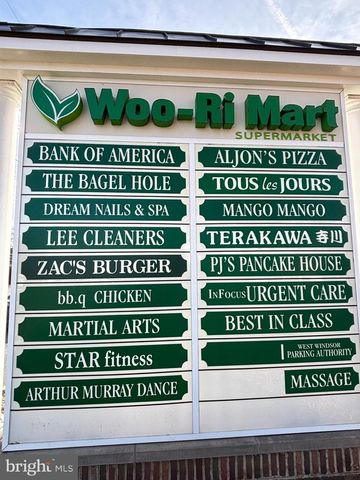 Woo-Ri Mart
SUPERMARKET
BANK OF AMERICA
THE BAGEL HOLE
DREAM NAILS & SPA
LEE CLEANERS
ZAC'S BURGER
bb.q CHICKEN
MARTIAL ARTS
STAR fitness
ARTHUR MURRAY DANCE
ALJON'S PIZZA
TOUS les JOURS
MANGO MANGO
TERAKAWA 寺川
PJ'S PANCAKE HOUSE
INFOCUS URGENT CARE
BEST IN CLASS
WEST WINDSOR
PARKING AUTHORITY
MASSAGE
bright MLS